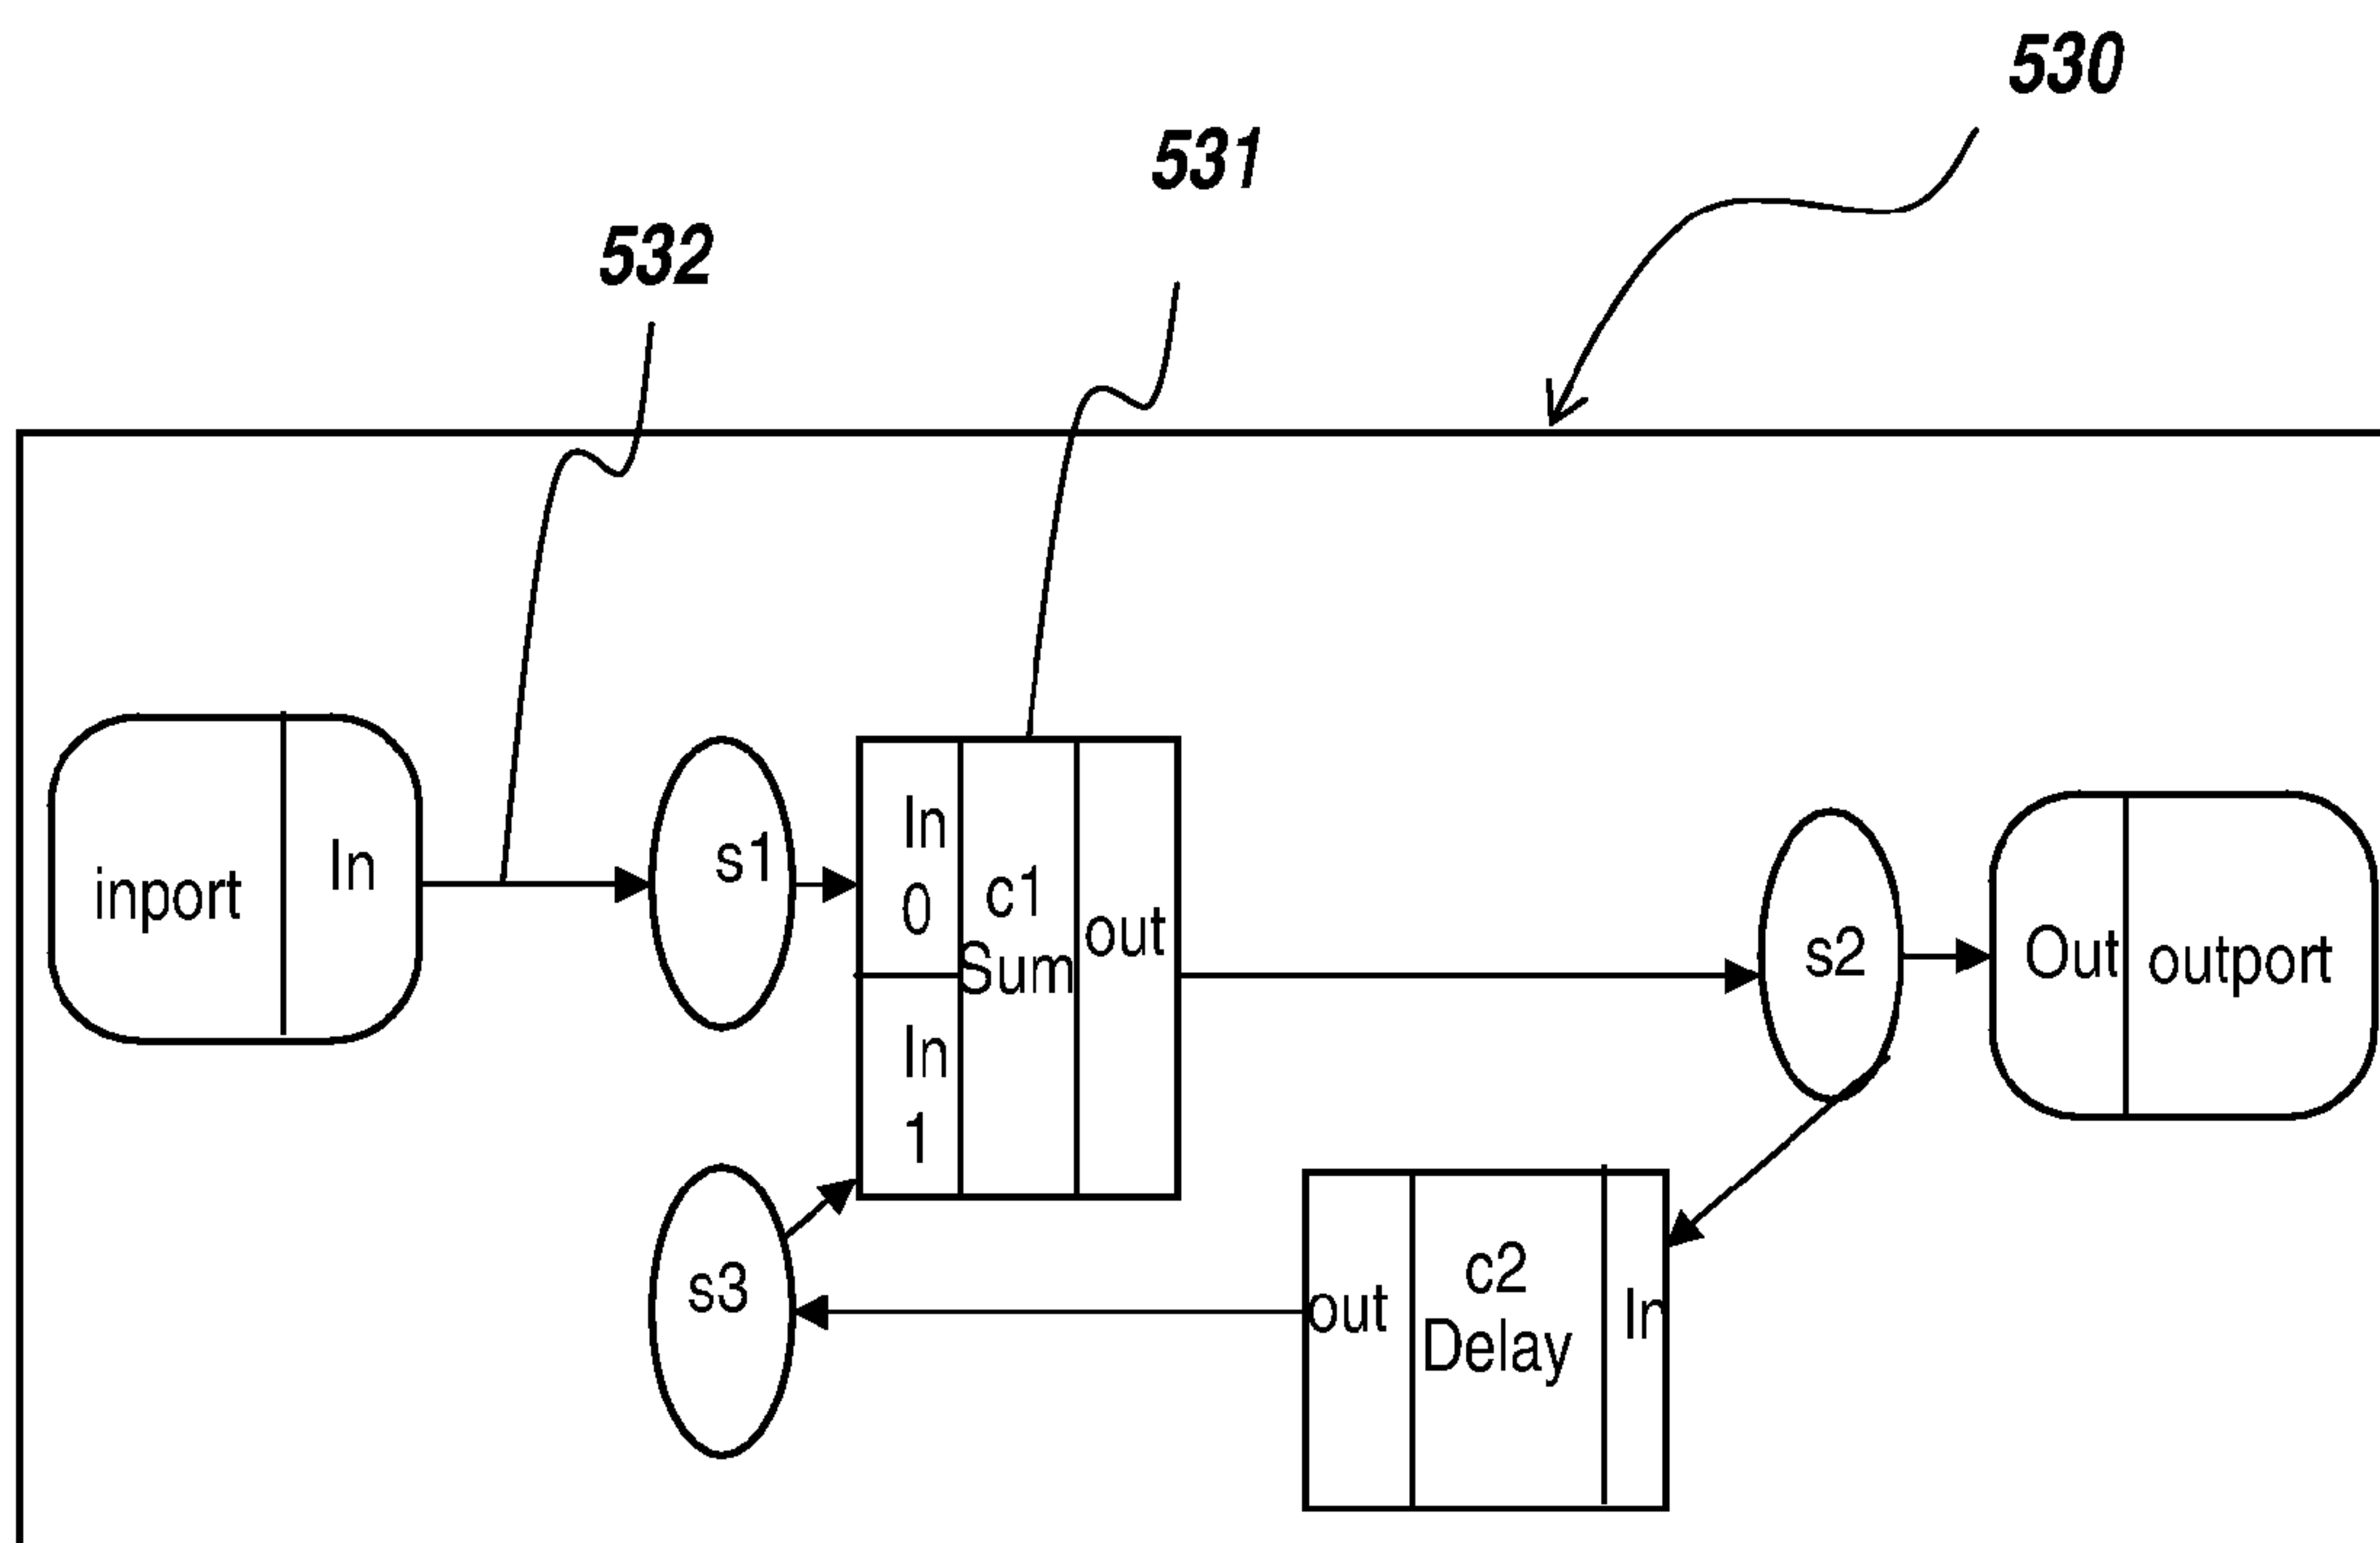 530
531
532
inport
In
s1
In
0
c1
Sum
out
In
1
s2
Out
outport
s3
out
c2
Delay
In